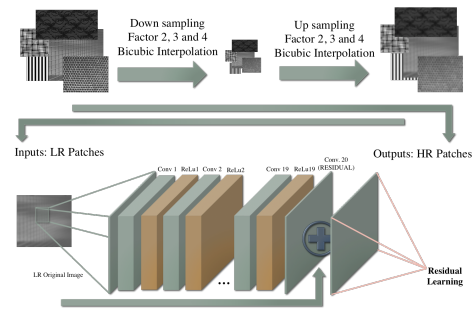 Down sampling
Factor 2, 3 and 4
Bicubic Interpolation
Up sampling
Factor 2, 3 and 4
Bicubic Interpolation
Inputs: LR Patches
Outputs: HR Patches
Conv 1
ReLu1
Conv 2
ReLu2
Conv 19
ReLu19
Conv. 20
(RESIDUAL)
...
LR Original Image
Residual
Learning